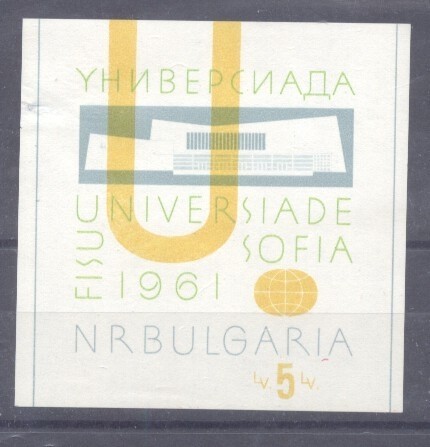 U
УНИВЕРСИАДА
UNIVERSIADE
FISU
SOFIA
1961
NRBULGARIA
LV. 5 LV.